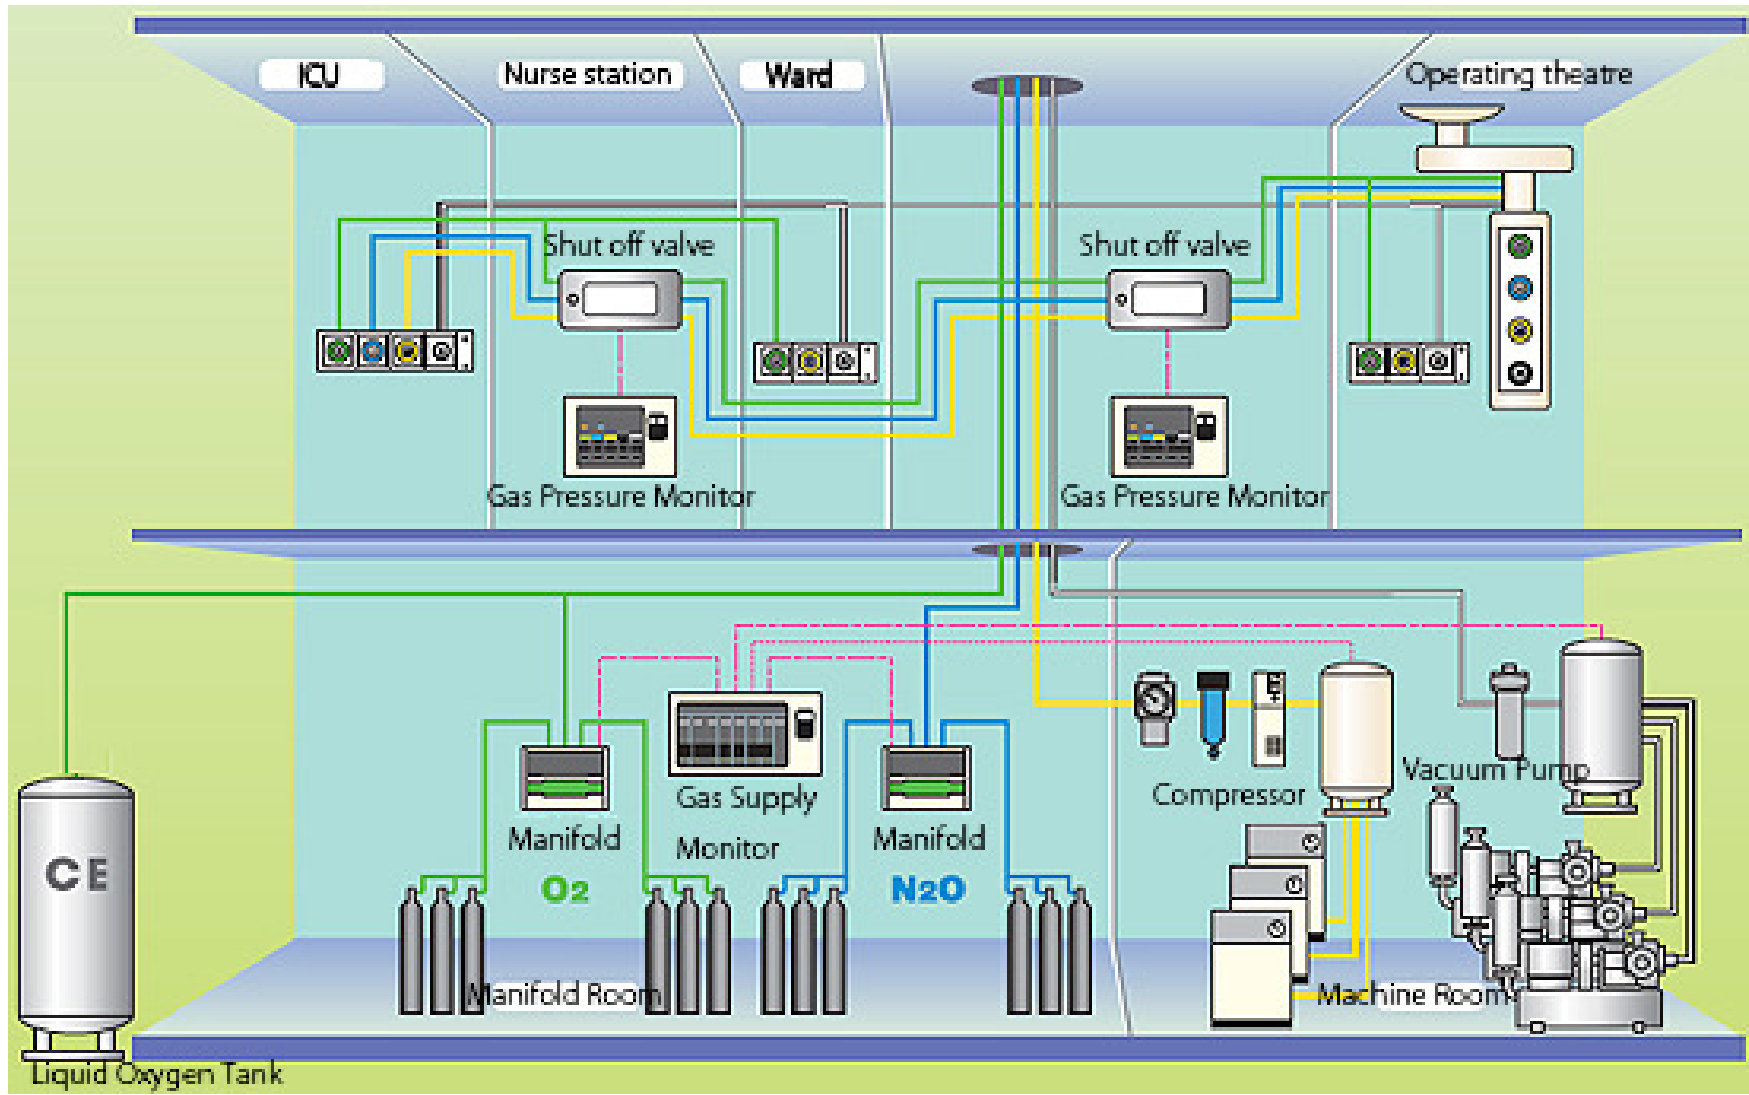 ICU
Nurse station
Ward
Operating theatre
Shut off valve
Shut off valve
Gas Pressure Monitor
Gas Pressure Monitor
Gas Supply
Monitor
Manifold
O2
Manifold
N2O
Compressor
Vacuum Pump
CE
Manifold Room
Machine Room
Liquid Oxygen Tank